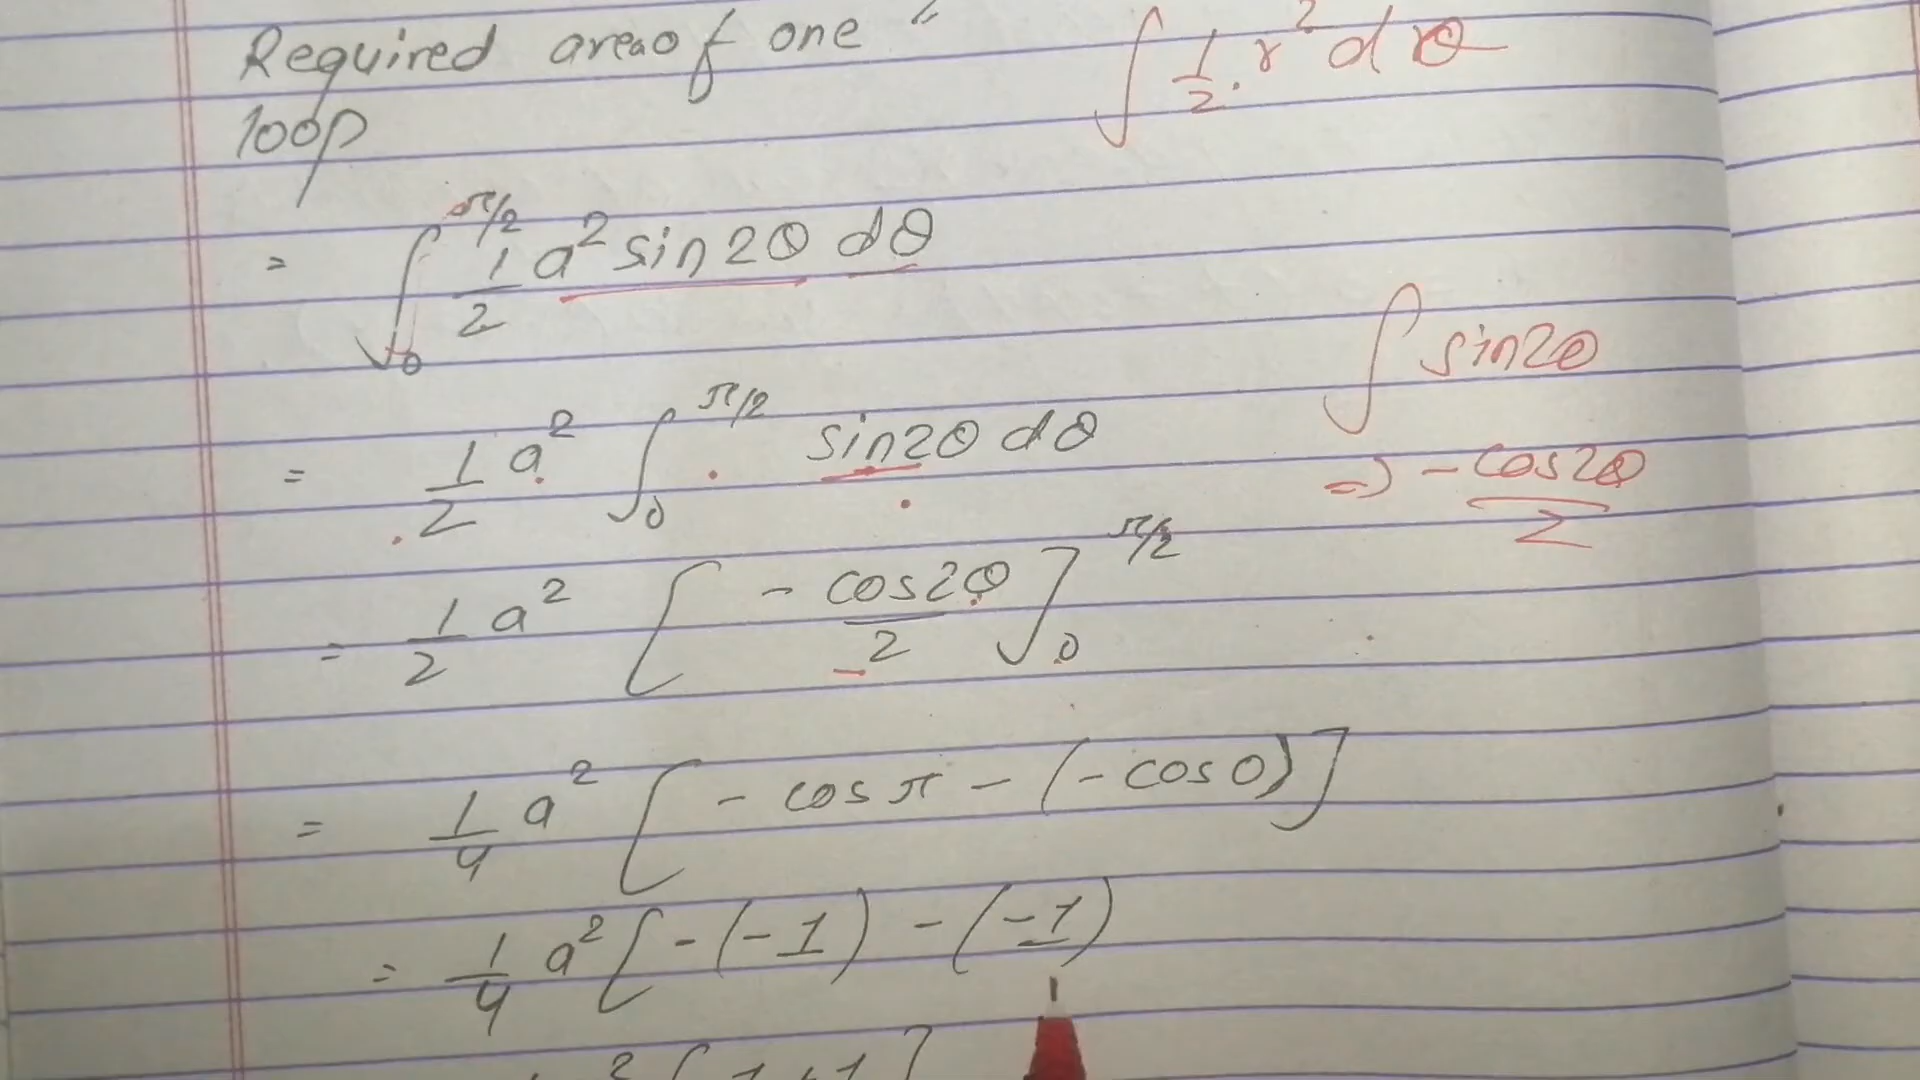 Required area of one
loop
∫ 1/2 . r² dθ
= ∫₀^π/2 1/2 a² sin2θ dθ
= 1/2 a² ∫₀^π/2 sin2θ dθ
∫ sin2θ
=> -cos2θ/2
= 1/2 a² [-cos2θ/2]₀^π/2
= 1/4 a² [-cos π - (-cos 0)]
= 1/4 a² [-(-1) - (-1)